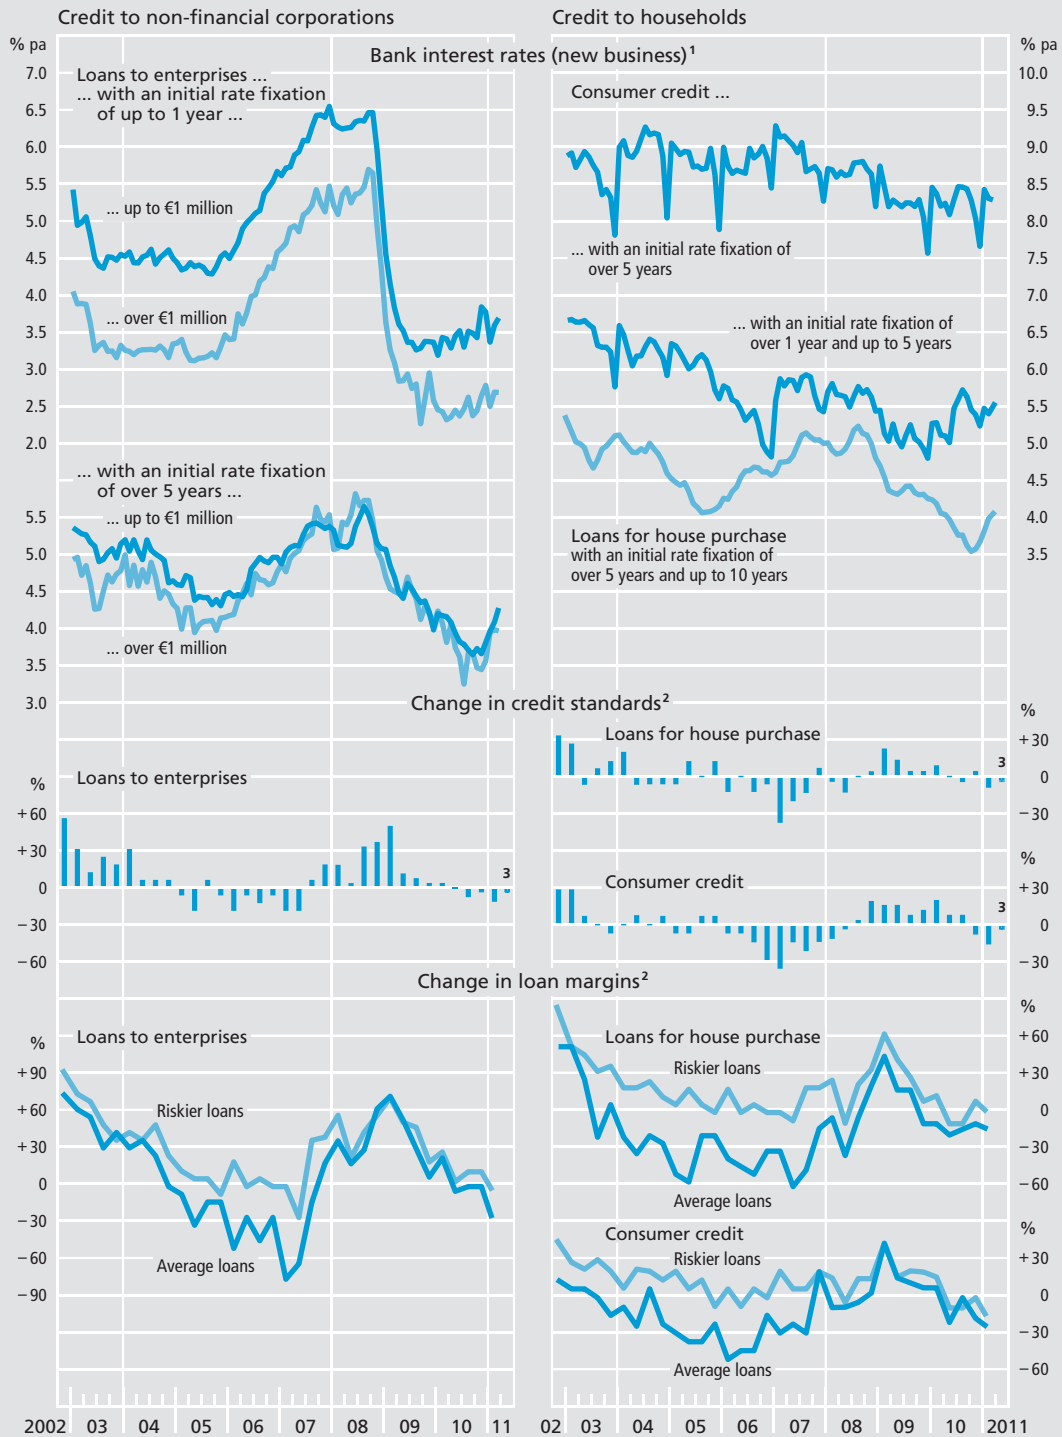 Credit to non-financial corporations
Credit to households
% pa
Bank interest rates (new business)¹
% pa
7.0
Loans to enterprises ...
... with an initial rate fixation
of up to 1 year ...
6.5
6.0
5.5
... up to €1 million
5.0
4.5
4.0
... over €1 million
3.5
3.0
2.5
2.0
... with an initial rate fixation
of over 5 years ...
5.5
... up to €1 million
5.0
4.5
4.0
... over €1 million
3.5
3.0
10.0
Consumer credit ...
9.5
9.0
8.5
8.0
... with an initial rate fixation of
over 5 years
7.5
7.0
... with an initial rate fixation of
over 1 year and up to 5 years
6.5
6.0
5.5
5.0
4.5
4.0
Loans for house purchase
with an initial rate fixation of
over 5 years and up to 10 years
3.5
Change in credit standards²
%
Loans to enterprises
+60
+30
0
3
−30
−60
%
Loans for house purchase
+30
3
0
−30
%
Consumer credit
+30
3
0
−30
Change in loan margins²
%
Loans to enterprises
+90
+60
Riskier loans
+30
0
−30
−60
Average loans
−90
%
Loans for house purchase
+60
Riskier loans
+30
0
−30
−60
Average loans
%
Consumer credit
Riskier loans
+30
0
−30
Average loans
−60
2002 03 04 05 06 07 08 09 10 11
02 03 04 05 06 07 08 09 10 2011